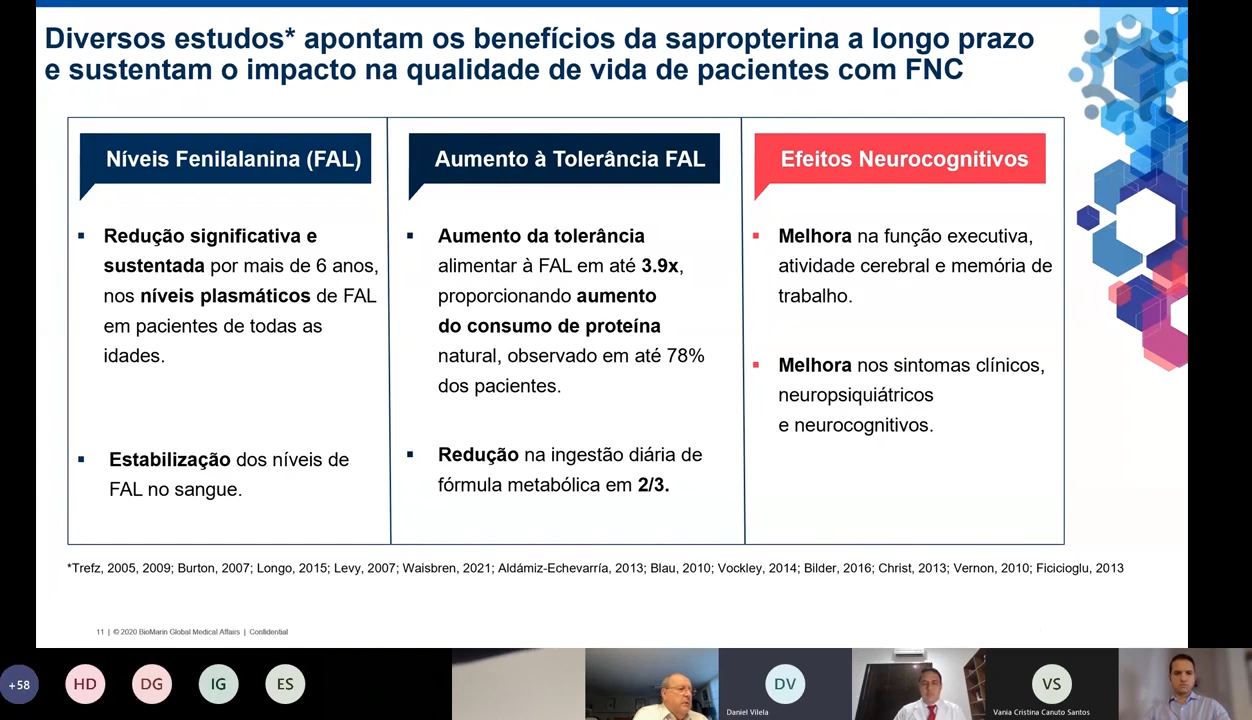 Diversos estudos* apontam os benefícios da sapropterina a longo prazo
e sustentam o impacto na qualidade de vida de pacientes com FNC
Níveis Fenilalanina (FAL)
Redução significativa e
sustentada por mais de 6 anos,
nos níveis plasmáticos de FAL
em pacientes de todas as
idades.
Estabilização dos níveis de
FAL no sangue.
Aumento à Tolerância FAL
Aumento da tolerância
alimentar à FAL em até 3.9x,
proporcionando aumento
do consumo de proteína
natural, observado em até 78%
dos pacientes.
Redução na ingestão diária de
fórmula metabólica em 2/3.
Efeitos Neurocognitivos
Melhora na função executiva,
atividade cerebral e memória de
trabalho.
Melhora nos sintomas clínicos,
neuropsiquiátricos
e neurocognitivos.
*Trefz, 2005, 2009; Burton, 2007; Longo, 2015; Levy, 2007; Waisbren, 2021; Aldámiz-Echevarría, 2013; Blau, 2010; Vockley, 2014; Bilder, 2016; Christ, 2013; Vernon, 2010; Ficicioglu, 2013
11 | © 2020 BioMarin Global Medical Affairs | Confidential
+58
HD
DG
IG
ES
DV
Daniel Vilela
VS
Vania Cristina Canuto Santos